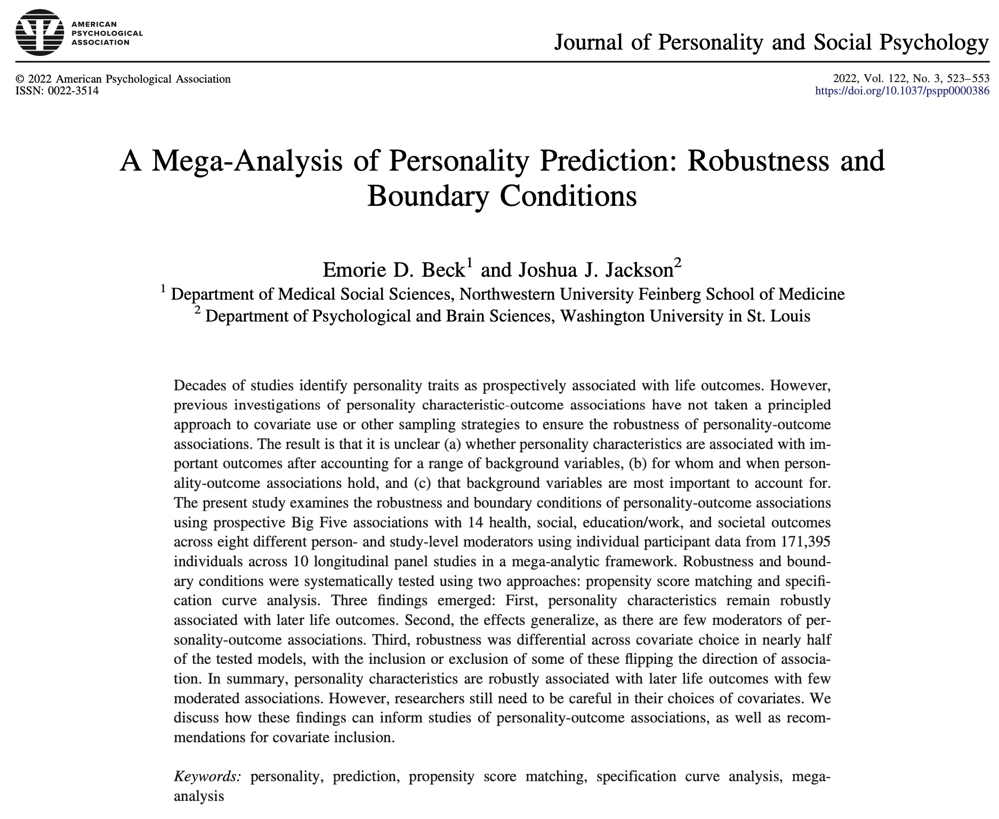 AMERICAN
PSYCHOLOGICAL
ASSOCIATION
Journal of Personality and Social Psychology
© 2022 American Psychological Association
ISSN: 0022-3514
2022, Vol. 122, No. 3, 523–553
https://doi.org/10.1037/pspp0000386
A Mega-Analysis of Personality Prediction: Robustness and
Boundary Conditions
Emorie D. Beck1 and Joshua J. Jackson2
1 Department of Medical Social Sciences, Northwestern University Feinberg School of Medicine
2 Department of Psychological and Brain Sciences, Washington University in St. Louis
Decades of studies identify personality traits as prospectively associated with life outcomes. However,
previous investigations of personality characteristic-outcome associations have not taken a principled
approach to covariate use or other sampling strategies to ensure the robustness of personality-outcome
associations. The result is that it is unclear (a) whether personality characteristics are associated with im-
portant outcomes after accounting for a range of background variables, (b) for whom and when person-
ality-outcome associations hold, and (c) that background variables are most important to account for.
The present study examines the robustness and boundary conditions of personality-outcome associations
using prospective Big Five associations with 14 health, social, education/work, and societal outcomes
across eight different person- and study-level moderators using individual participant data from 171,395
individuals across 10 longitudinal panel studies in a mega-analytic framework. Robustness and bound-
ary conditions were systematically tested using two approaches: propensity score matching and specifi-
cation curve analysis. Three findings emerged: First, personality characteristics remain robustly
associated with later life outcomes. Second, the effects generalize, as there are few moderators of per-
sonality-outcome associations. Third, robustness was differential across covariate choice in nearly half
of the tested models, with the inclusion or exclusion of some of these flipping the direction of associa-
tion. In summary, personality characteristics are robustly associated with later life outcomes with few
moderated associations. However, researchers still need to be careful in their choices of covariates. We
discuss how these findings can inform studies of personality-outcome associations, as well as recom-
mendations for covariate inclusion.
Keywords: personality, prediction, propensity score matching, specification curve analysis, mega-
analysis